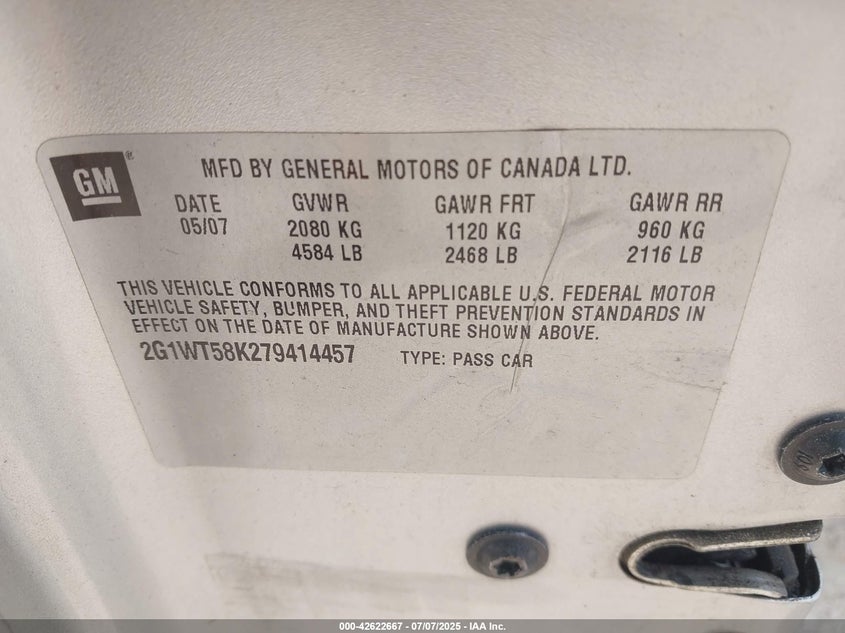 GM®
MFD BY GENERAL MOTORS OF CANADA LTD.
DATE GVWR GAWR FRT GAWR RR
05/07 2080 KG 1120 KG 960 KG
4584 LB 2468 LB 2116 LB
THIS VEHICLE CONFORMS TO ALL APPLICABLE U.S. FEDERAL MOTOR
VEHICLE SAFETY, BUMPER, AND THEFT PREVENTION STANDARDS IN
EFFECT ON THE DATE OF MANUFACTURE SHOWN ABOVE.
2G1WT58K279414457 TYPE: PASS CAR
000-42622667 - 07/07/2025 - IAA Inc.